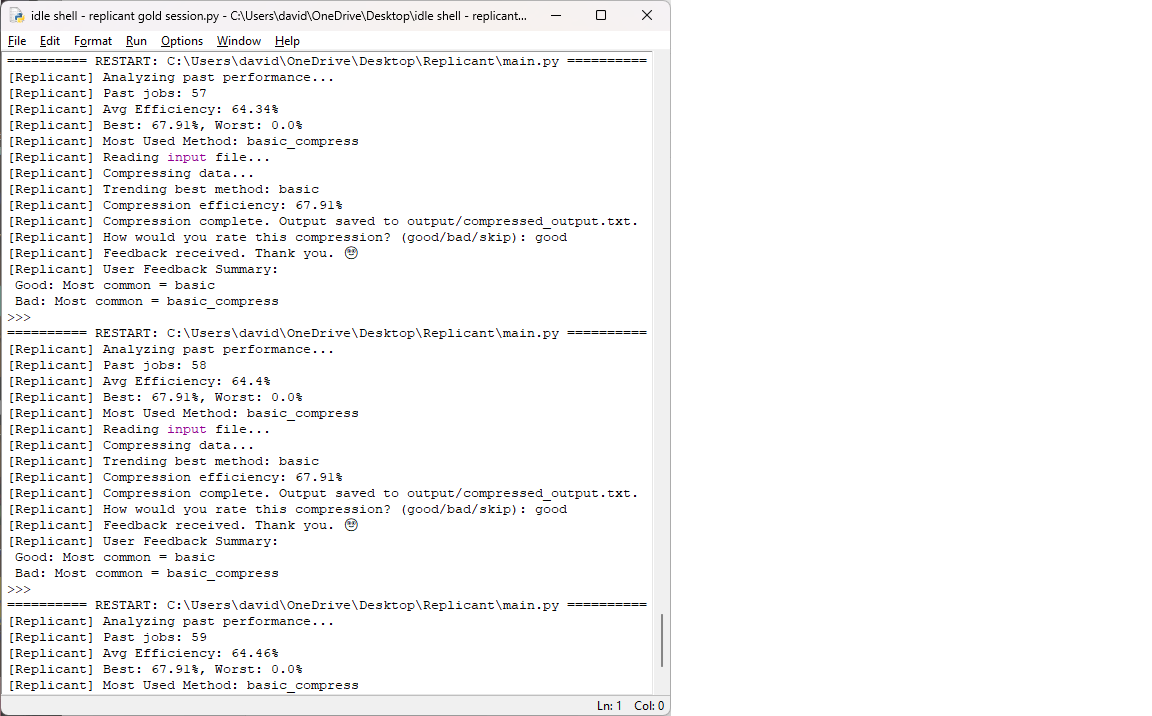 idle shell - replicant gold session.py - C:\Users\david\OneDrive\Desktop\idle shell - replicant...
File Edit Format Run Options Window Help
========== RESTART: C:\Users\david\OneDrive\Desktop\Replicant\main.py ==========
[Replicant] Analyzing past performance...
[Replicant] Past jobs: 57
[Replicant] Avg Efficiency: 64.34%
[Replicant] Best: 67.91%, Worst: 0.0%
[Replicant] Most Used Method: basic_compress
[Replicant] Reading input file...
[Replicant] Compressing data...
[Replicant] Trending best method: basic
[Replicant] Compression efficiency: 67.91%
[Replicant] Compression complete. Output saved to output/compressed_output.txt.
[Replicant] How would you rate this compression? (good/bad/skip): good
[Replicant] Feedback received. Thank you.
[Replicant] User Feedback Summary:
Good: Most common = basic
Bad: Most common = basic_compress
>>>
========== RESTART: C:\Users\david\OneDrive\Desktop\Replicant\main.py ==========
[Replicant] Analyzing past performance...
[Replicant] Past jobs: 58
[Replicant] Avg Efficiency: 64.4%
[Replicant] Best: 67.91%, Worst: 0.0%
[Replicant] Most Used Method: basic_compress
[Replicant] Reading input file...
[Replicant] Compressing data...
[Replicant] Trending best method: basic
[Replicant] Compression efficiency: 67.91%
[Replicant] Compression complete. Output saved to output/compressed_output.txt.
[Replicant] How would you rate this compression? (good/bad/skip): good
[Replicant] Feedback received. Thank you.
[Replicant] User Feedback Summary:
Good: Most common = basic
Bad: Most common = basic_compress
>>>
========== RESTART: C:\Users\david\OneDrive\Desktop\Replicant\main.py ==========
[Replicant] Analyzing past performance...
[Replicant] Past jobs: 59
[Replicant] Avg Efficiency: 64.46%
[Replicant] Best: 67.91%, Worst: 0.0%
[Replicant] Most Used Method: basic_compress
Ln: 1 Col: 0